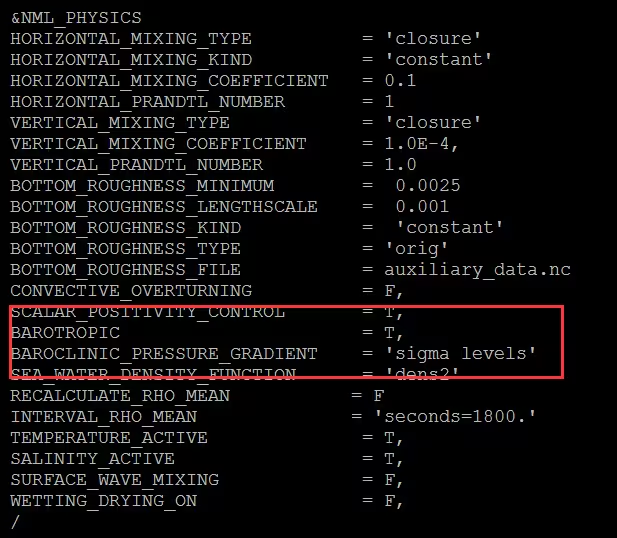 &NML_PHYSICS
HORIZONTAL_MIXING_TYPE = 'closure'
HORIZONTAL_MIXING_KIND = 'constant'
HORIZONTAL_MIXING_COEFFICIENT = 0.1
HORIZONTAL_PRANDTL_NUMBER = 1
VERTICAL_MIXING_TYPE = 'closure'
VERTICAL_MIXING_COEFFICIENT = 1.0E-4,
VERTICAL_PRANDTL_NUMBER = 1.0
BOTTOM_ROUGHNESS_MINIMUM = 0.0025
BOTTOM_ROUGHNESS_LENGTHSCALE = 0.001
BOTTOM_ROUGHNESS_KIND = 'constant'
BOTTOM_ROUGHNESS_TYPE = 'orig'
BOTTOM_ROUGHNESS_FILE = auxiliary_data.nc
CONVECTIVE_OVERTURNING = F,
SCALAR_POSITIVITY_CONTROL = T,
BAROTROPIC = T,
BAROCLINIC_PRESSURE_GRADIENT = 'sigma levels'
SEA_WATER_DENSITY_FUNCTION = 'dens2'
RECALCULATE_RHO_MEAN = F
INTERVAL_RHO_MEAN = 'seconds=1800.'
TEMPERATURE_ACTIVE = T,
SALINITY_ACTIVE = T,
SURFACE_WAVE_MIXING = F,
WETTING_DRYING_ON = F,
/